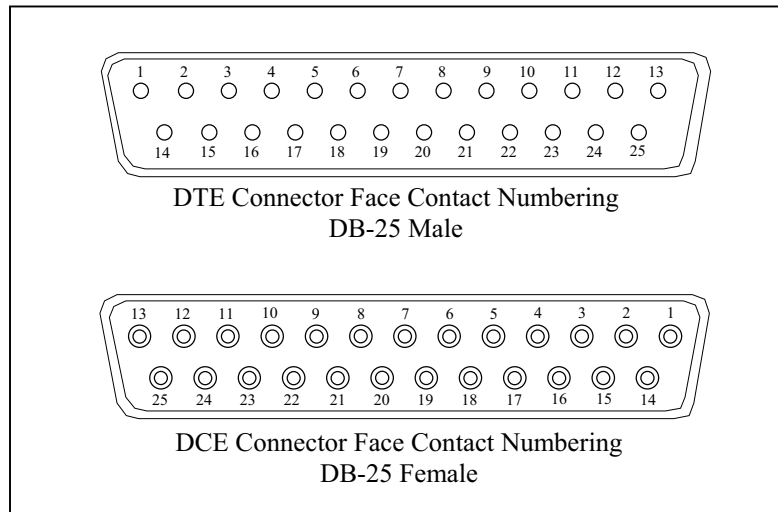 1 2 3 4 5 6 7 8 9 10 11 12 13
14 15 16 17 18 19 20 21 22 23 24 25
DTE Connector Face Contact Numbering
DB-25 Male
13 12 11 10 9 8 7 6 5 4 3 2 1
25 24 23 22 21 20 19 18 17 16 15 14
DCE Connector Face Contact Numbering
DB-25 Female